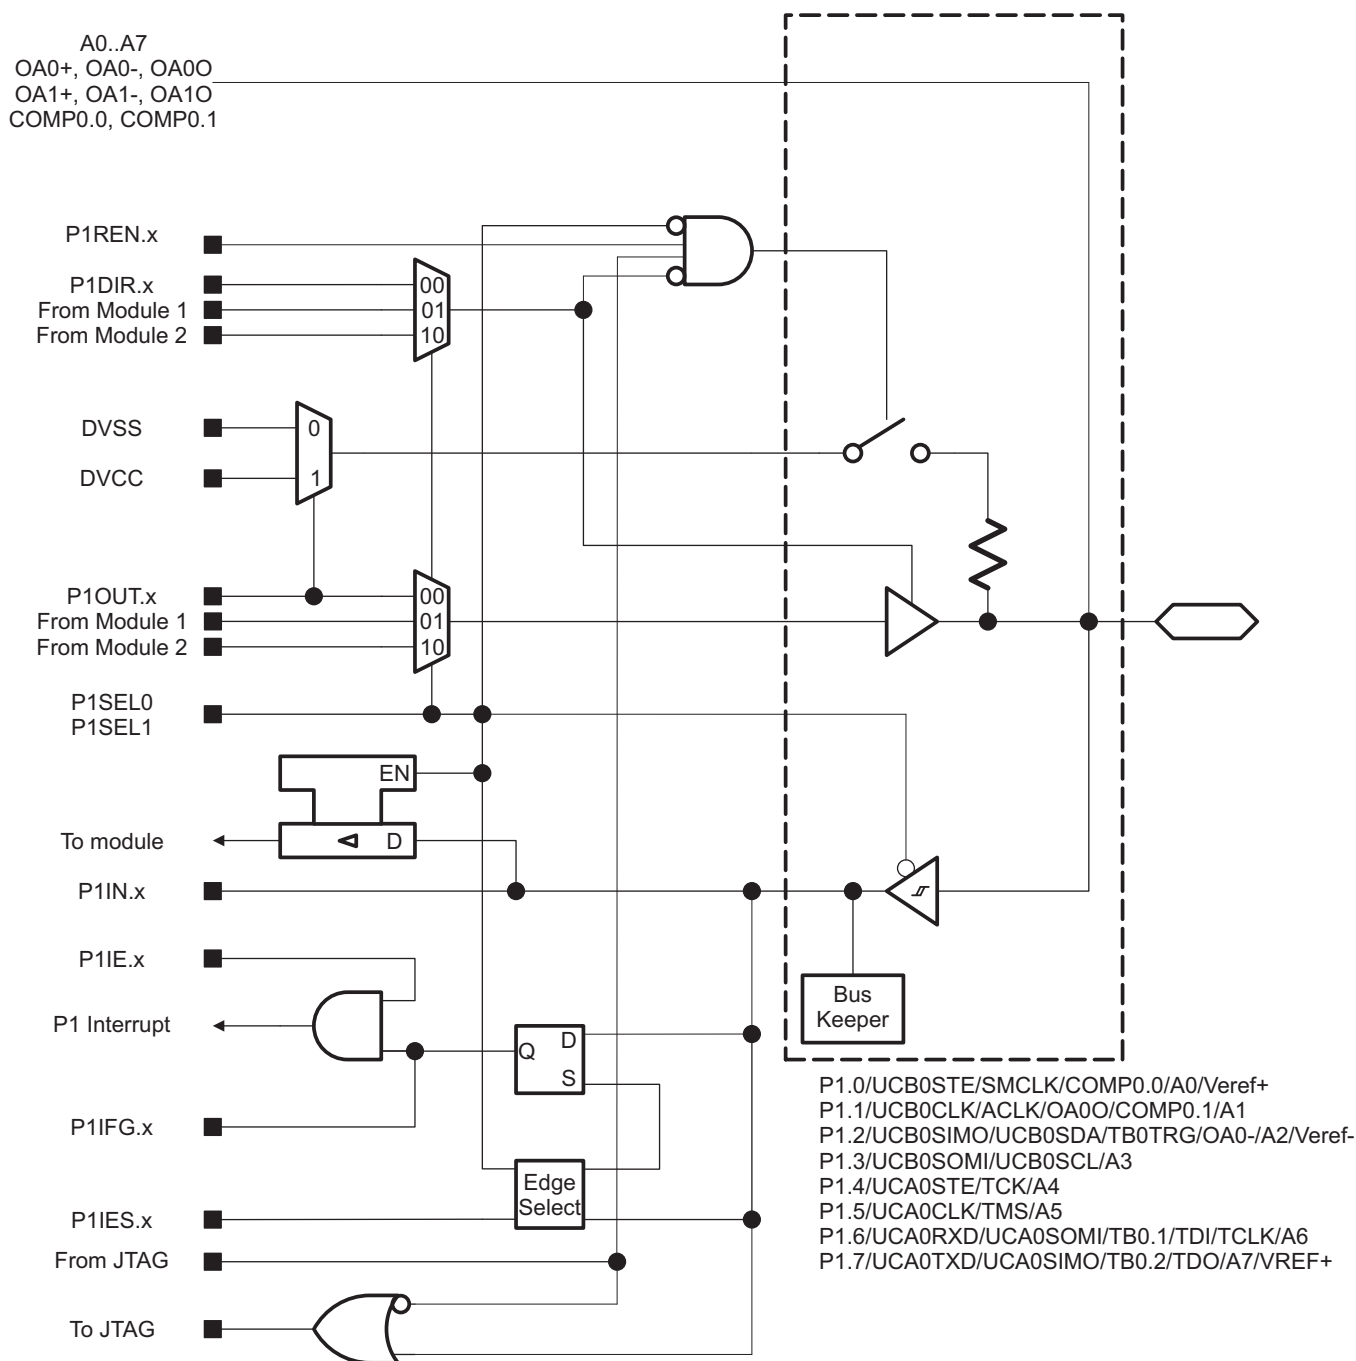 A0..A7
OA0+, OA0-, OA0O
OA1+, OA1-, OA1O
COMP0.0, COMP0.1
P1REN.x
P1DIR.x
From Module 1
From Module 2
00
01
10
DVSS
DVCC
0
1
P1OUT.x
From Module 1
From Module 2
00
01
10
P1SEL0
P1SEL1
EN
To module
D
P1IN.x
P1IE.x
Bus
Keeper
P1 Interrupt
Q
D
S
P1IFG.x
Edge
Select
P1IES.x
From JTAG
To JTAG
P1.0/UCB0STE/SMCLK/COMP0.0/A0/Veref+
P1.1/UCB0CLK/ACLK/OA0O/COMP0.1/A1
P1.2/UCB0SIMO/UCB0SDA/TB0TRG/OA0-/A2/Veref-
P1.3/UCB0SOMI/UCB0SCL/A3
P1.4/UCA0STE/TCK/A4
P1.5/UCA0CLK/TMS/A5
P1.6/UCA0RXD/UCA0SOMI/TB0.1/TDI/TCLK/A6
P1.7/UCA0TXD/UCA0SIMO/TB0.2/TDO/A7/VREF+